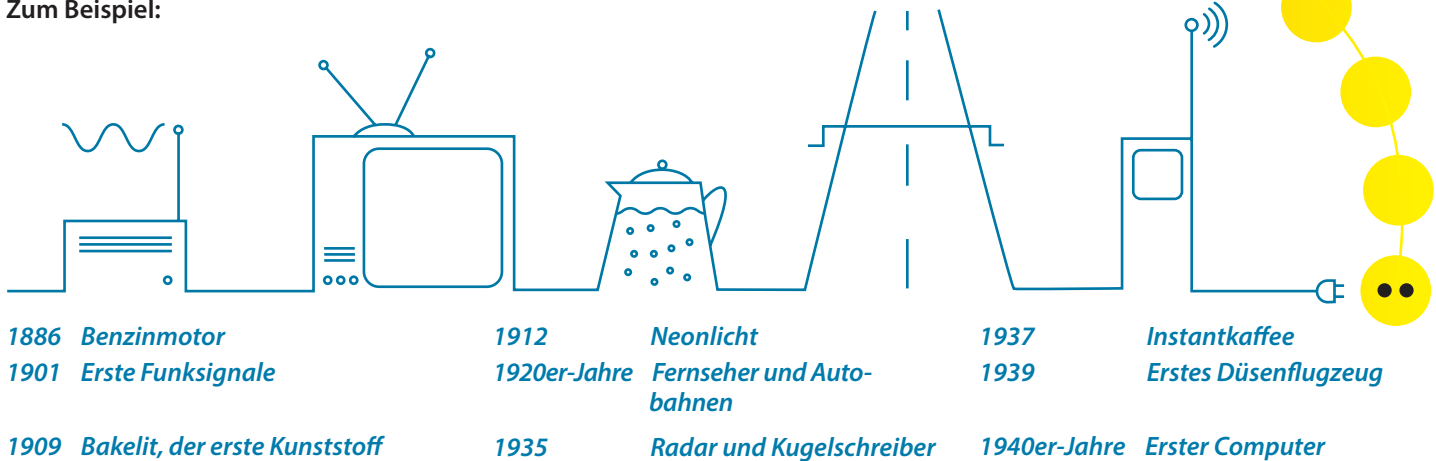 Zum Beispiel:
1886 Benzinmotor
1901 Erste Funksignale
1909 Bakelit, der erste Kunststoff
1912 Neonlicht
1920er-Jahre Fernseher und Auto-
bahnen
1935 Radar und Kugelschreiber
1937 Instantkaffee
1939 Erstes Düsenflugzeug
1940er-Jahre Erster Computer